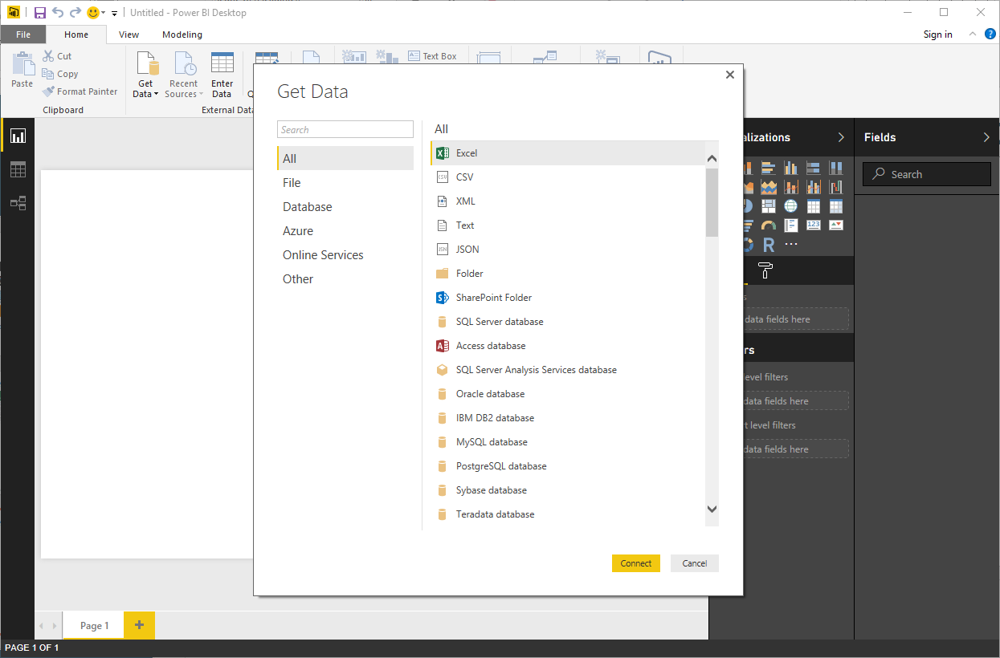 Untitled - Power BI Desktop
File Home View Modeling Sign in
Paste
Cut
Copy
Format Painter
Clipboard
Get Data
Recent Sources
Enter Data
External Data
Text Box
Get Data
Search
All
File
Database
Azure
Online Services
Other
All
Excel
CSV
XML
Text
JSON
Folder
SharePoint Folder
SQL Server database
Access database
SQL Server Analysis Services database
Oracle database
IBM DB2 database
MySQL database
PostgreSQL database
Sybase database
Teradata database
Connect Cancel
alizations
R
123
data fields here
rs
level filters
data fields here
t level filters
data fields here
Fields
Search
Page 1
PAGE 1 OF 1